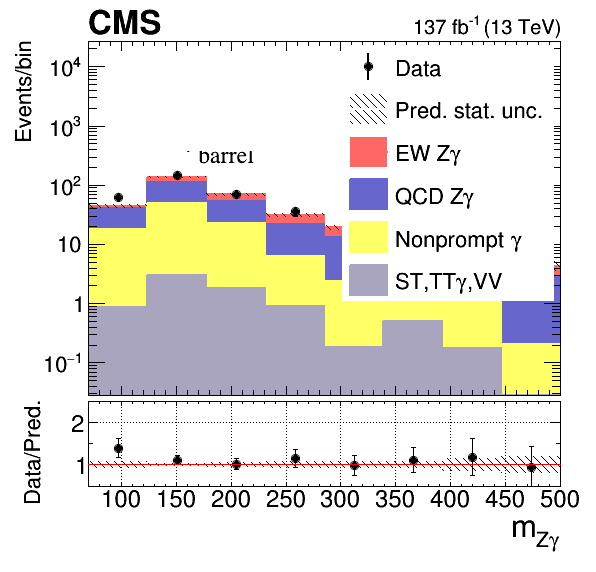 CMS
137 fb⁻¹ (13 TeV)
Events/bin
10⁴
10³
10²
10
1
10⁻¹
Data
Pred. stat. unc.
EW Zγ
QCD Zγ
Nonprompt γ
ST,TTγ,VV
barrel
Data/Pred.
2
1
100 150 200 250 300 350 400 450 500
m_Zγ